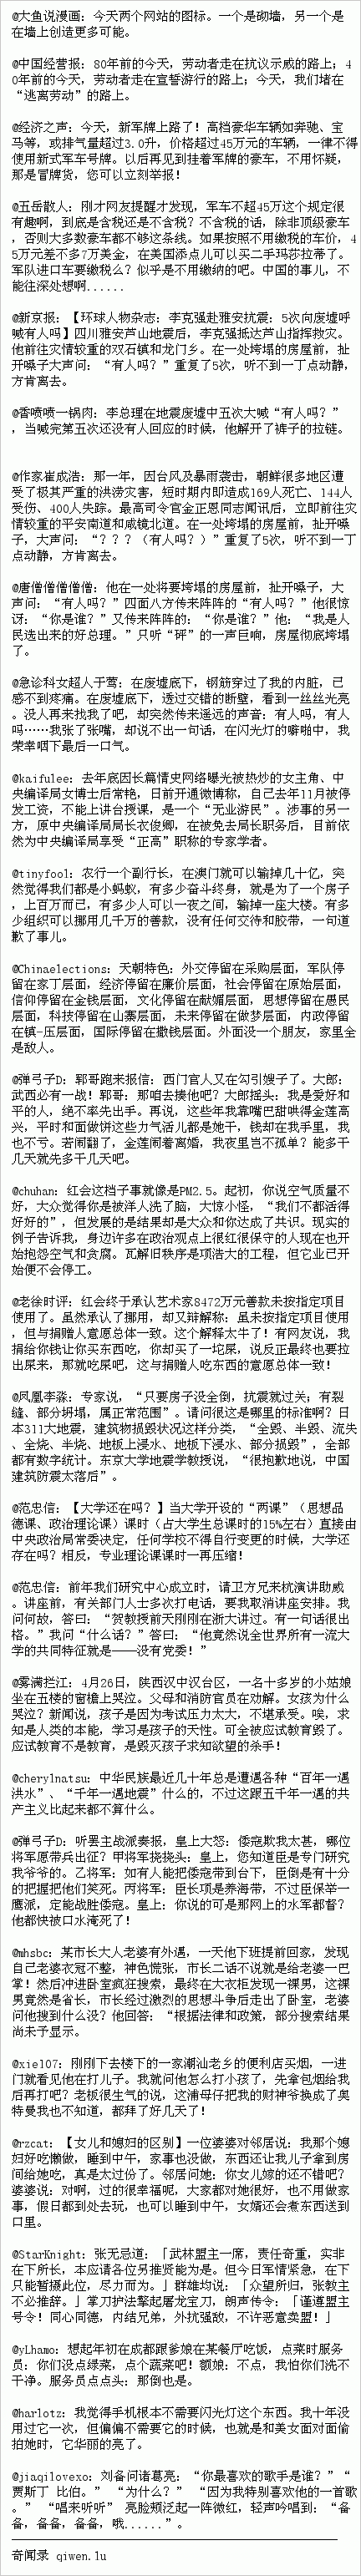 @大鱼说漫画：今天两个网站的图标。一个是砌墙，另一个是
在墙上创造更多可能。
@中国经营报：80年前的今天，劳动者走在抗议示威的路上；4
0年前的今天，劳动者走在宣誓游行的路上；今天，我们堵在
“逃离劳动”的路上。
@经济之声：今天，新军牌上路了！高档豪华车辆如奔驰、宝
马等，或排气量超过3.0升，价格超过45万元的车辆，一律不得
使用新式军车号牌。以后再见到挂着军牌的豪车，不用怀疑，
那是冒牌货，您可以立刻举报！
@五岳散人：刚才网友提醒才发现，军车不超45万这个规定很
有趣啊，到底是含税还是不含税？不含税的话，除非顶级豪车
，否则大多数豪车都不够这条线。如果按照不用缴税的车价，45
万元差不多7万美金，在美国添点儿可以买二手玛莎拉蒂了。
军队进口车要缴税么？似乎是不用缴纳的吧。中国的事儿，不
能往深处想啊......
@新京报：【环球人物杂志：李克强赴雅安抗震：5次向废墟呼
喊有人吗】四川雅安芦山地震后，李克强抵达芦山指挥救灾。
他前往灾情较重的双石镇和龙门乡。在一处垮塌的房屋前，扯
开嗓子大声问：“有人吗？”重复了5次，听不到一丁点动静，
方肯离去。
@香喷喷一锅肉：李总理在地震废墟中五次大喊“有人吗？”
，当喊完第五次还没有人回应的时候，他解开了裤子的拉链。
@作家崔成浩：那一年，因台风及暴雨袭击，朝鲜很多地区遭
受了极其严重的洪涝灾害，短时期内即造成169人死亡、144人
受伤、400人失踪。最高司令官金正恩同志闻讯后，立即前往灾
情较重的平安南道和咸镜北道。在一处垮塌的房屋前，扯开嗓
子，大声问：“？？？（有人吗？）”重复了5次，听不到一丁
点动静，方肯离去。
@唐僧僧僧僧僧：他在一处将要垮塌的房屋前，扯开嗓子，大
声问：“有人吗？”四面八方传来阵阵的“有人吗？”他很惊
讶：“你是谁？”又传来阵阵的：“你是谁？”他：“我是人
民选出来的好总理。”只听“砰”的一声巨响，房屋彻底垮塌
了。
@急诊科女超人于莺：在废墟底下，钢筋穿过了我的内脏，已
感不到疼痛。在废墟底下，透过交错的断壁，看到一丝丝光亮
。没人再来找我了吧，却突然传来遥远的声音：有人吗，有人
吗……我张了张嘴，却说不出一句话，在闪光灯的噼啪中，我
荣幸咽下最后一口气。
@kaifulee：去年底因长篇情史网络曝光被热炒的女主角、中
央编译局女博士后常艳，日前开通微博称，自己去年11月被停
发工资，不能上讲台授课，是一个“无业游民”。涉事的另一
方，原中央编译局局长衣俊卿，在被免去局长职务后，目前依
然为中央编译局享受“正高”职称的专家学者。
@tinyfool：农行一个副行长，在澳门就可以输掉几十亿，突
然觉得我们都是小蚂蚁，有多少奋斗终身，就是为了一个房子
，上百万而已，有多少人可以一夜之间，输掉一座大楼。有多
少组织可以挪用几千万的善款，没有任何交待和胶带，一句道
歉了事儿。
@Chinaelections：天朝特色：外交停留在采购层面，军队停
留在家丁层面，经济停留在廉价层面，社会停留在原始层面，
信仰停留在金钱层面，文化停留在献媚层面，思想停留在愚民
层面，科技停留在山寨层面，未来停留在做梦层面，内政停留
在镇-压层面，国际停留在撒钱层面。外面没一个朋友，家里全
是敌人。
@弹弓子D：郓哥跑来报信：西门官人又在勾引嫂子了。大郎：
武西必有一战！郓哥：那咱去揍他吧？大郎摇头：我是爱好和
平的人，绝不率先出手。再说，这些年我靠嘴巴甜哄得金莲高
兴，平时和面做饼这些力气活儿都是她干，钱却在我手里，我
也不亏。若闹翻了，金莲闹着离婚，我夜里岂不孤单？能多干
几天就先多干几天吧。
@chuhan：红会这档子事就像是PM2.5。起初，你说空气质量不
好，大众觉得你是被洋人洗了脑，大惊小怪，“我们不都活得
好好的”，但发展的是结果却是大众和你达成了共识。现实的
例子告诉我，身边许多在政治观点上很红很保守的人现在也开
始抱怨空气和贪腐。瓦解旧秩序是项浩大的工程，但它业已开
始便不会停工。
@老徐时评：红会终于承认艺术家8472万元善款未按指定项目
使用了。虽然承认了挪用，却又辩解称：虽未按指定项目使用
，但与捐赠人意愿总体一致。这个解释太牛了！有网友说，我
捐给你钱让你买东西吃，你却买了一坨屎，说反正最终也要拉
出屎来，那就吃屎吧，这与捐赠人吃东西的意愿总体一致！
@凤凰李淼：专家说，“只要房子没全倒，抗震就过关；有裂
缝、部分坍塌，属正常范围”。请问很这是哪里的标准啊？日
本311大地震，建筑物损毁状况这样分类，“全毁、半毁、流失
、全烧、半烧、地板上浸水、地板下浸水、部分损毁”，全部
都有数字统计。东京大学地震学教授说，“很抱歉地说，中国
建筑防震太落后”。
@范忠信：【大学还在吗？】当大学开设的“两课”（思想品
德课、政治理论课）课时（占大学生总课时的15%左右）直接由
中央政治局常委决定，任何学校不得自行变更的时候，大学还
存在吗？相反，专业理论课课时一再压缩！
@范忠信：前年我们研究中心成立时，请卫方兄来杭演讲助威
。讲座前，有关部门人士多次打电话，要我取消讲座安排。我
问何故，答曰：“贺教授前天刚刚在浙大讲过。有一句话很出
格。”我问“什么话？”答曰：“他竟然说全世界所有一流大
学的共同特征就是——没有党委！”
@雾满拦江：4月26日，陕西汉中汉台区，一名十多岁的小姑娘
坐在五楼的窗檐上哭泣。父母和消防官员在劝解。女孩为什么
哭泣？新闻说，孩子是因为考试压力太大，不堪承受。唉，求
知是人类的本能，学习是孩子的天性。可全被应试教育毁了。
应试教育不是教育，是毁灭孩子求知欲望的杀手！
@cherylnatsu：中华民族最近几十年总是遭遇各种“百年一遇
洪水”、“千年一遇地震”什么的，不过这跟五千年一遇的共
产主义比起来都不算什么。
@弹弓子D：听罢主战派奏报，皇上大怒：倭寇欺我太甚，哪位
将军愿带兵出征？甲将军挠挠头：皇上，您知道臣是专门研究
我爷爷的。乙将军：如有人能把倭寇带到台下，臣倒是有十分
的把握把他们笑死。丙将军：臣长项是养海带，不过臣保举一
鹰派，定能战胜倭寇。皇上：你说的可是那网上的水军都督？
他都快被口水淹死了！
@mhsbc：某市长大人老婆有外遇，一天他下班提前回家，发现
自己老婆衣冠不整，神色慌张，市长二话不说就是给老婆一巴
掌！然后冲进卧室疯狂搜索，最终在大衣柜发现一裸男，这裸
男竟然是省长，市长经过激烈的思想斗争后走出了卧室，老婆
问他搜到什么没？他回答：“根据法律和政策，部分搜索结果
尚未予显示。
@xie107：刚刚下去楼下的一家潮汕老乡的便利店买烟，一进
门就看见他在打儿子。我就问他怎么打小孩了，先拿包烟给我
后再打吧？老板很生气的说，这浦母仔把我的财神爷换成了奥
特曼我也不知道，都拜了好几天了！
@rzcat：【女儿和媳妇的区别】一位婆婆对邻居说：我那个媳
妇好吃懒做，睡到中午，家事也没做，东西还让我儿子拿到房
间给她吃，真是太过份了。邻居问她：你女儿嫁的还不错吧？
婆婆说：对啊，过的很幸福呢，大家都对她很好，也不用做家
事，假日都到处去玩，也可以睡到中午，女婿还会煮东西送到
口里。
@StarKnight：张无忌道：「武林盟主一席，责任奇重，实非
在下所长，本应请各位另推贤能为是。但今日军情紧急，在下
只能暂摄此位，尽力而为。」群雄均说：「众望所归，张教主
不必推辞。」掌刀护法擎起屠龙宝刀，朗声传令：「谨遵盟主
号令！同心同德，内结兄弟，外抗强敌，不许恶意卖盟！」
@yLhamo：想起年初在成都跟爹娘在某餐厅吃饭，点菜时服务
员：你们没点绿菜，点个蔬菜吧！额娘：不点，我怕你们洗不
干净。服务员点点头：那倒也是。
@harlotz：我觉得手机根本不需要闪光灯这个东西。我十年没
用过它一次，但偏偏不需要它的时候，也就是和美女面对面偷
拍她时，它华丽的亮了。
@jiaqilovexo：刘备问诸葛亮：“你最喜欢的歌手是谁？”“
贾斯丁 比伯。”“为什么？”“因为我特别喜欢他的一首歌
。”“唱来听听” 亮脸频泛起一阵微红，轻声吟唱到：“备
备，备备，备备，哦......”。
奇闻录 qiwen.lu